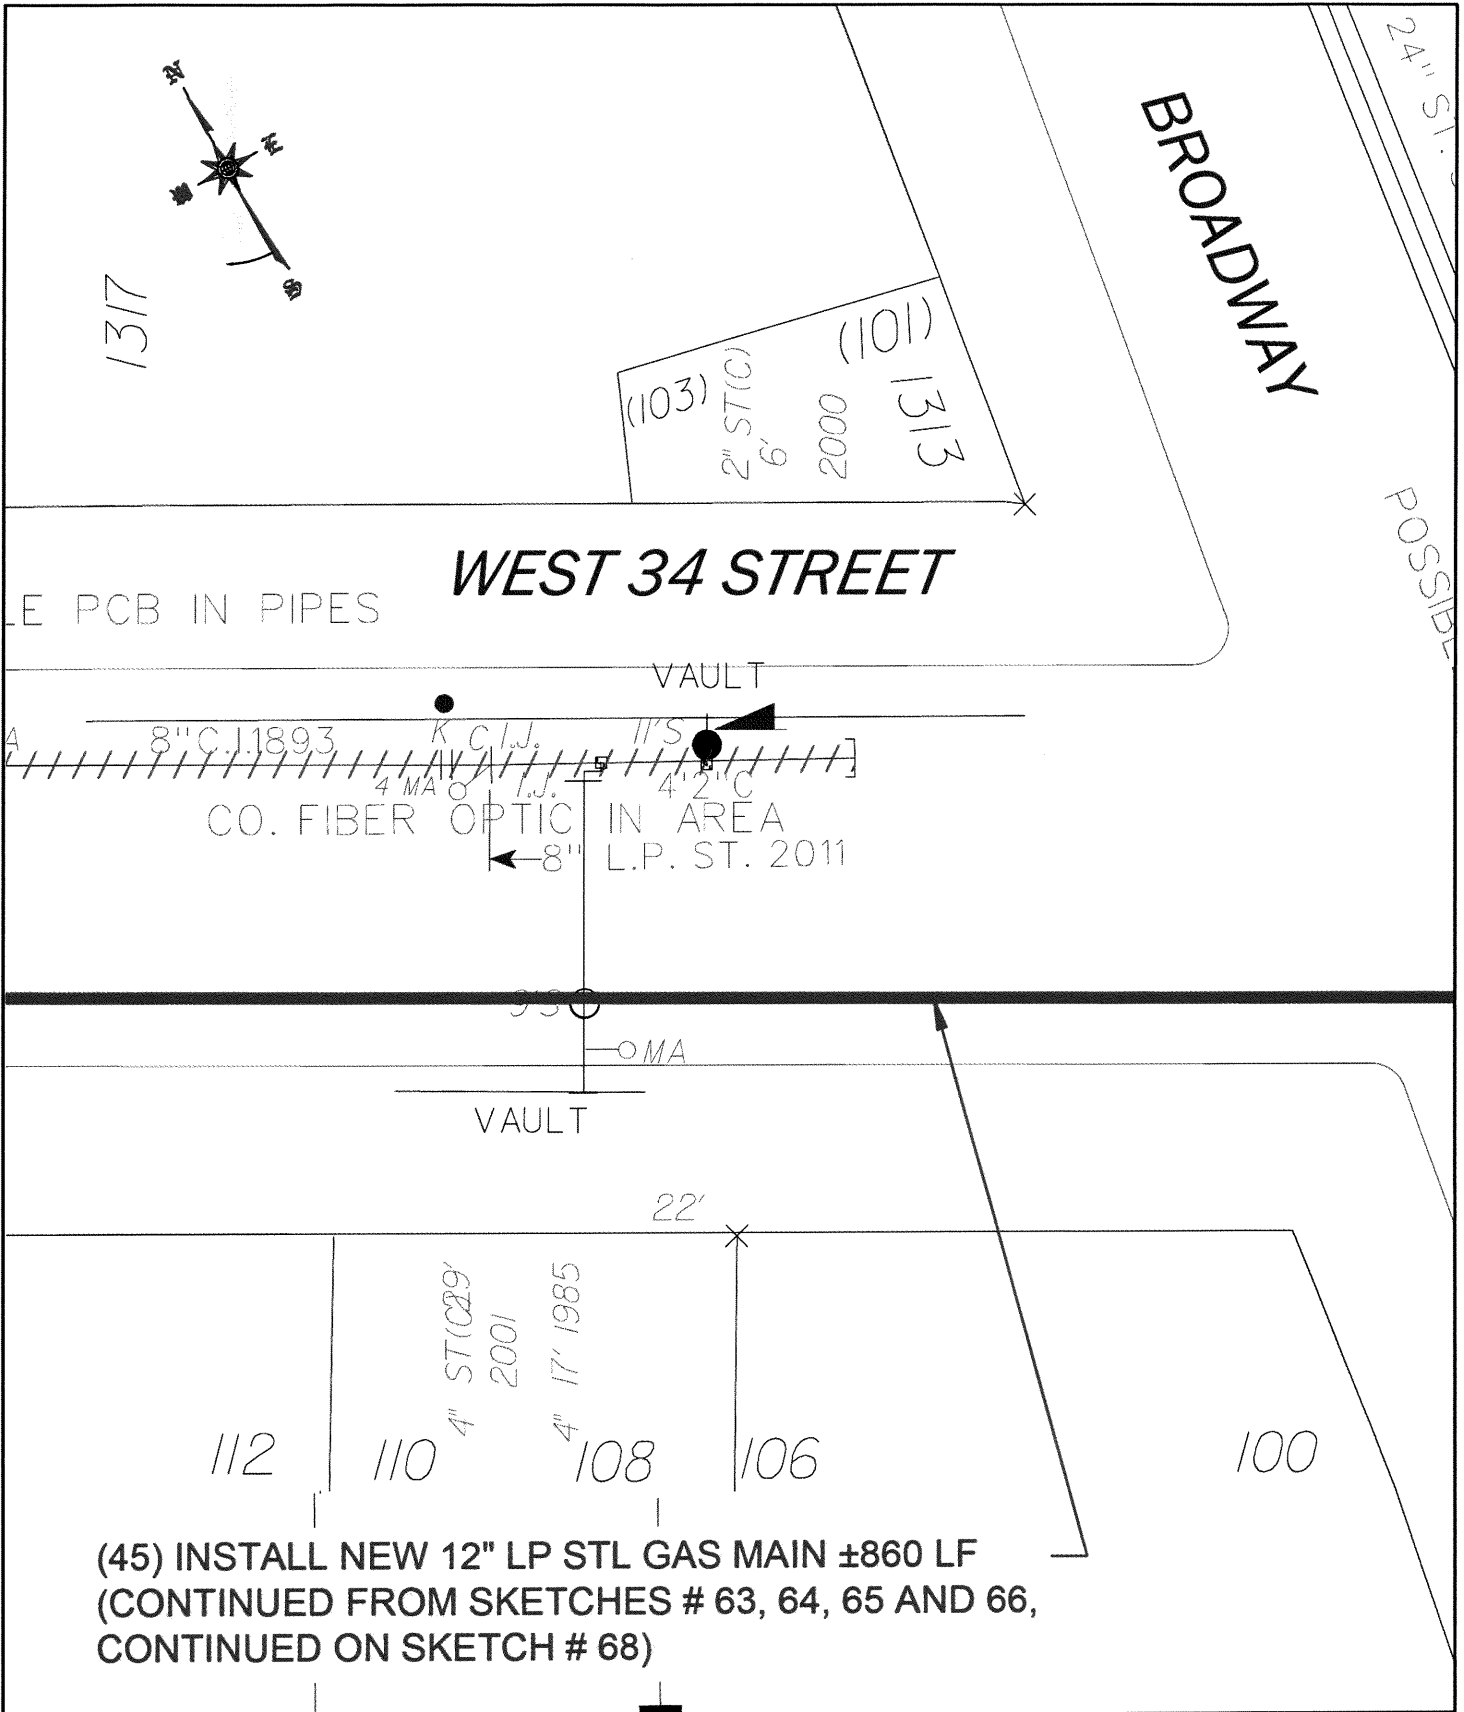 N
E
W
S
24" ST.
BROADWAY
1317
(101)
(103)
2" ST(C)
6'
2000
1313
WEST 34 STREET
POSSIBL
LE PCB IN PIPES
VAULT
8" C.I. 1893
K
C I.J.
11'S
A
4 MA
I.J.
4'2"C
CO. FIBER OPTIC IN AREA
8" L.P. ST. 2011
MA
VAULT
22'
2001
4" 17' 1985
112
110
108
106
100
(45) INSTALL NEW 12" LP STL GAS MAIN ±860 LF
(CONTINUED FROM SKETCHES # 63, 64, 65 AND 66,
CONTINUED ON SKETCH # 68)